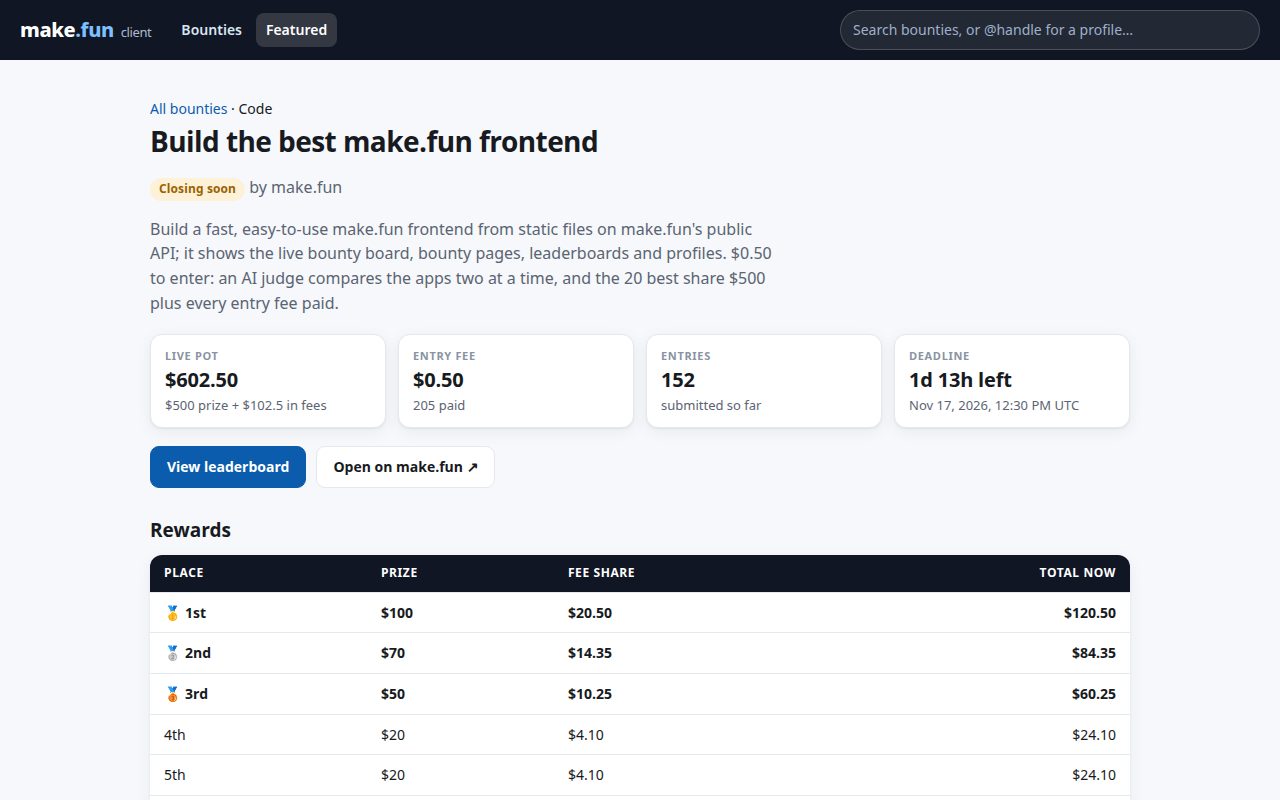 make.fun client Bounties Featured Search bounties, or @handle for a profile...
All bounties · Code
Build the best make.fun frontend
Closing soon by make.fun
Build a fast, easy-to-use make.fun frontend from static files on make.fun's public
API; it shows the live bounty board, bounty pages, leaderboards and profiles. $0.50
to enter: an AI judge compares the apps two at a time, and the 20 best share $500
plus every entry fee paid.
LIVE POT
$602.50
$500 prize + $102.5 in fees
ENTRY FEE
$0.50
205 paid
ENTRIES
152
submitted so far
DEADLINE
1d 13h left
Nov 17, 2026, 12:30 PM UTC
View leaderboard Open on make.fun ↗
Rewards
PLACE PRIZE FEE SHARE TOTAL NOW
🥇 1st $100 $20.50 $120.50
🥈 2nd $70 $14.35 $84.35
🥉 3rd $50 $10.25 $60.25
4th $20 $4.10 $24.10
5th $20 $4.10 $24.10